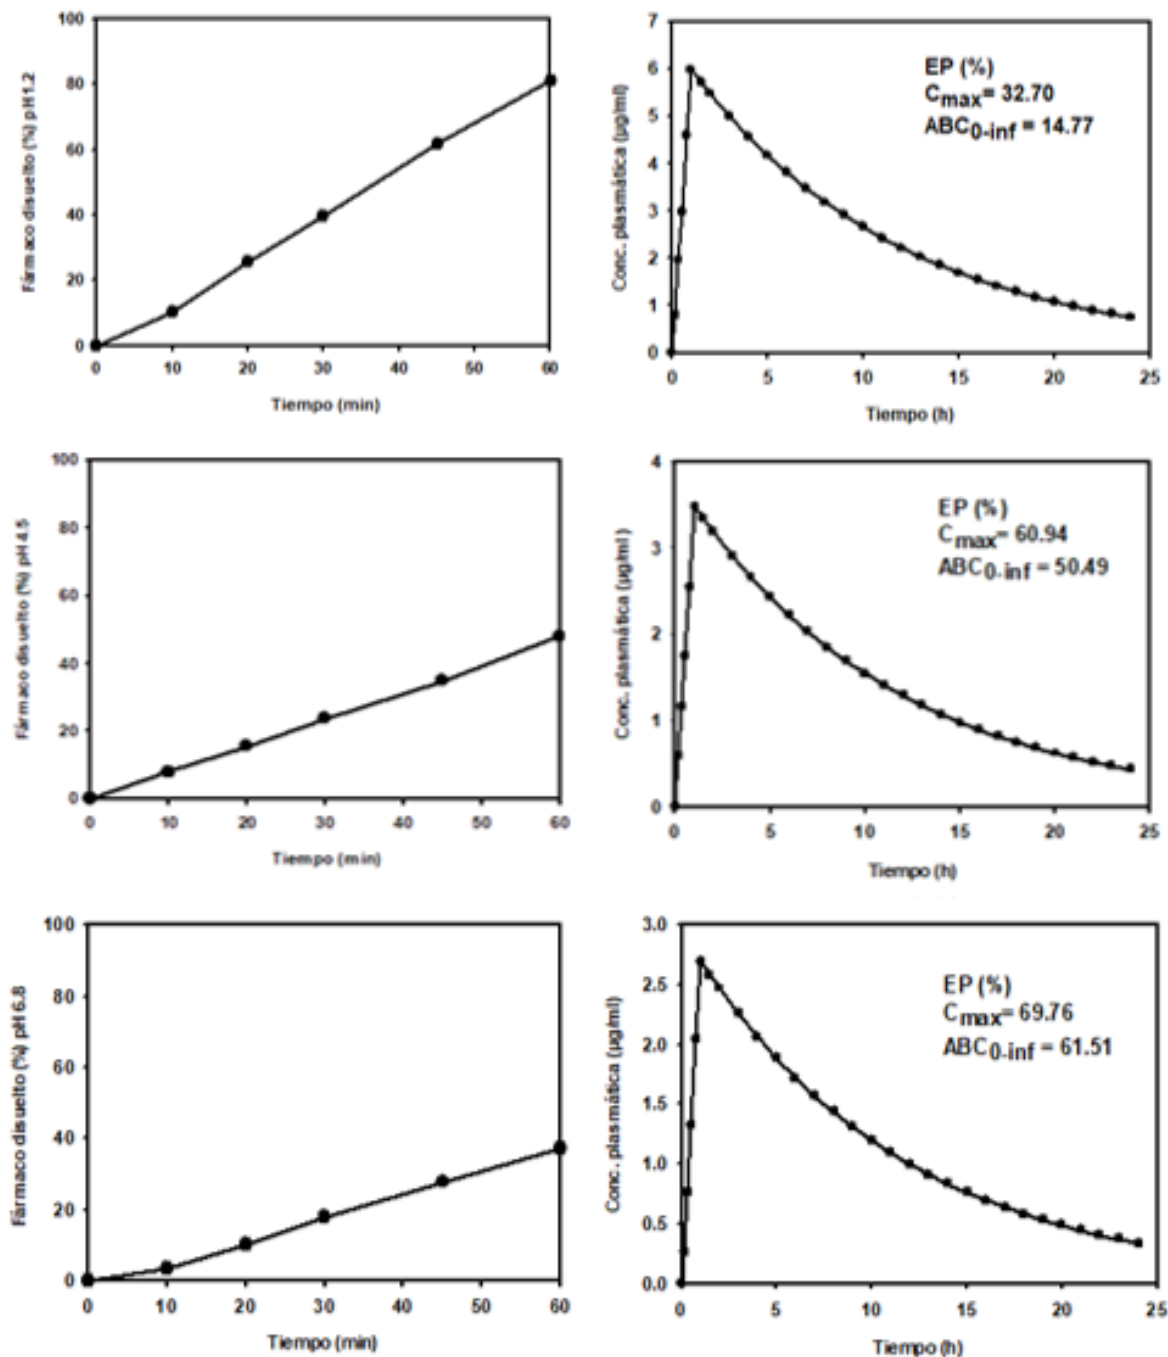 Fármaco disuelto (%) pH 1.2
100
80
60
40
20
0
0 10 20 30 40 50 60
Tiempo (min)
Conc. plasmática (µg/ml)
7
6
5
4
3
2
1
0
0 5 10 15 20 25
Tiempo (h)
EP (%)
Cmax= 32.70
ABC0-inf = 14.77
Fármaco disuelto (%) pH 4.5
100
80
60
40
20
0
0 10 20 30 40 50 60
Tiempo (min)
Conc. plasmática (µg/ml)
4
3
2
1
0
0 5 10 15 20 25
Tiempo (h)
EP (%)
Cmax= 60.94
ABC0-inf = 50.49
Fármaco disuelto (%) pH 6.8
100
80
60
40
20
0
0 10 20 30 40 50 60
Tiempo (min)
Conc. plasmática (µg/ml)
3.0
2.5
2.0
1.5
1.0
0.5
0.0
0 5 10 15 20 25
Tiempo (h)
EP (%)
Cmax= 69.76
ABC0-inf = 61.51